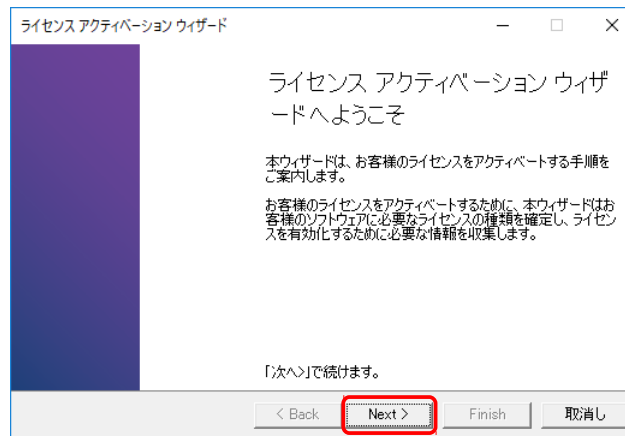 ライセンス アクティベーション ウィザード
ライセンス アクティベーション ウィザ
ードへようこそ
本ウィザードは、お客様のライセンスをアクティベートする手順を
ご案内します。
お客様のライセンスをアクティベートするために、本ウィザードはお
客様のソフトウェアに必要なライセンスの種類を確定し、ライセン
スを有効化するために必要な情報を収集します。
「次へ>」で続けます。
< Back Next > Finish 取消し